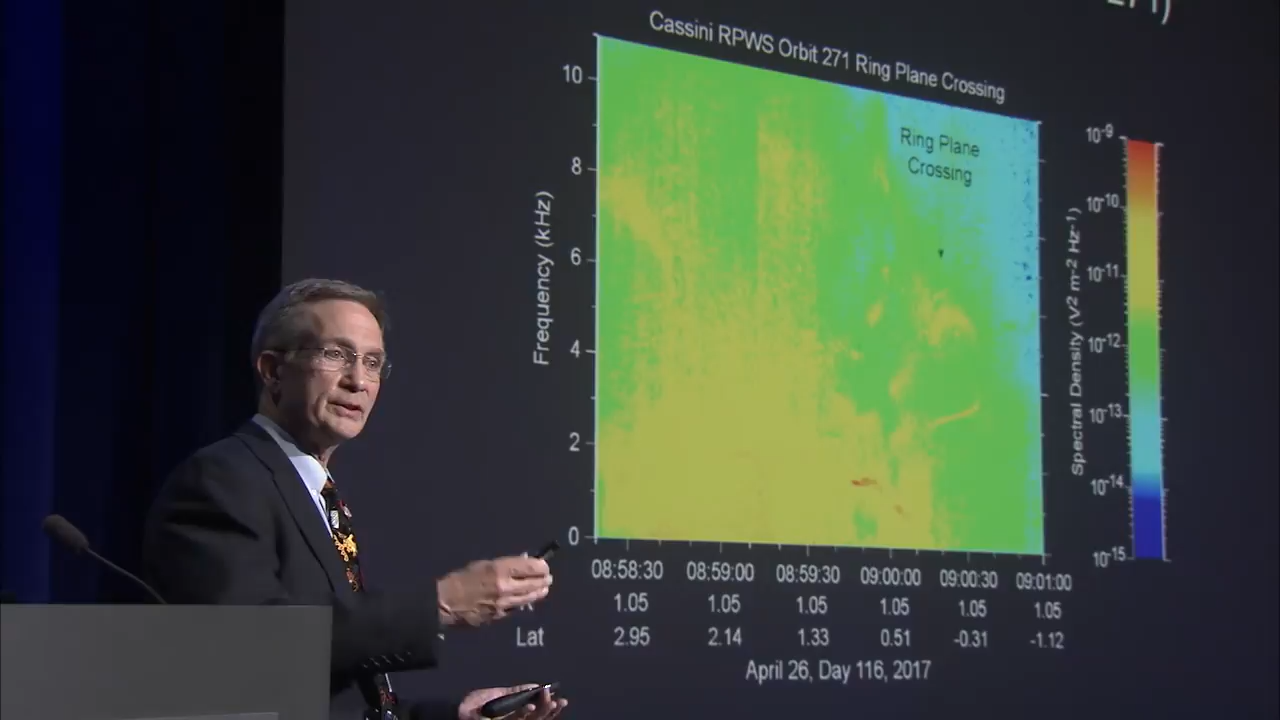 271)
Cassini RPWS Orbit 271 Ring Plane Crossing
Ring Plane
Crossing
Frequency (kHz)
10
8
6
4
2
0
Spectral Density (V² m⁻² Hz⁻¹)
10⁻⁹
10⁻¹⁰
10⁻¹¹
10⁻¹²
10⁻¹³
10⁻¹⁴
10⁻¹⁵
08:58:30 08:59:00 08:59:30 09:00:00 09:00:30 09:01:00
1.05 1.05 1.05 1.05 1.05 1.05
Lat 2.95 2.14 1.33 0.51 -0.31 -1.12
April 26, Day 116, 2017